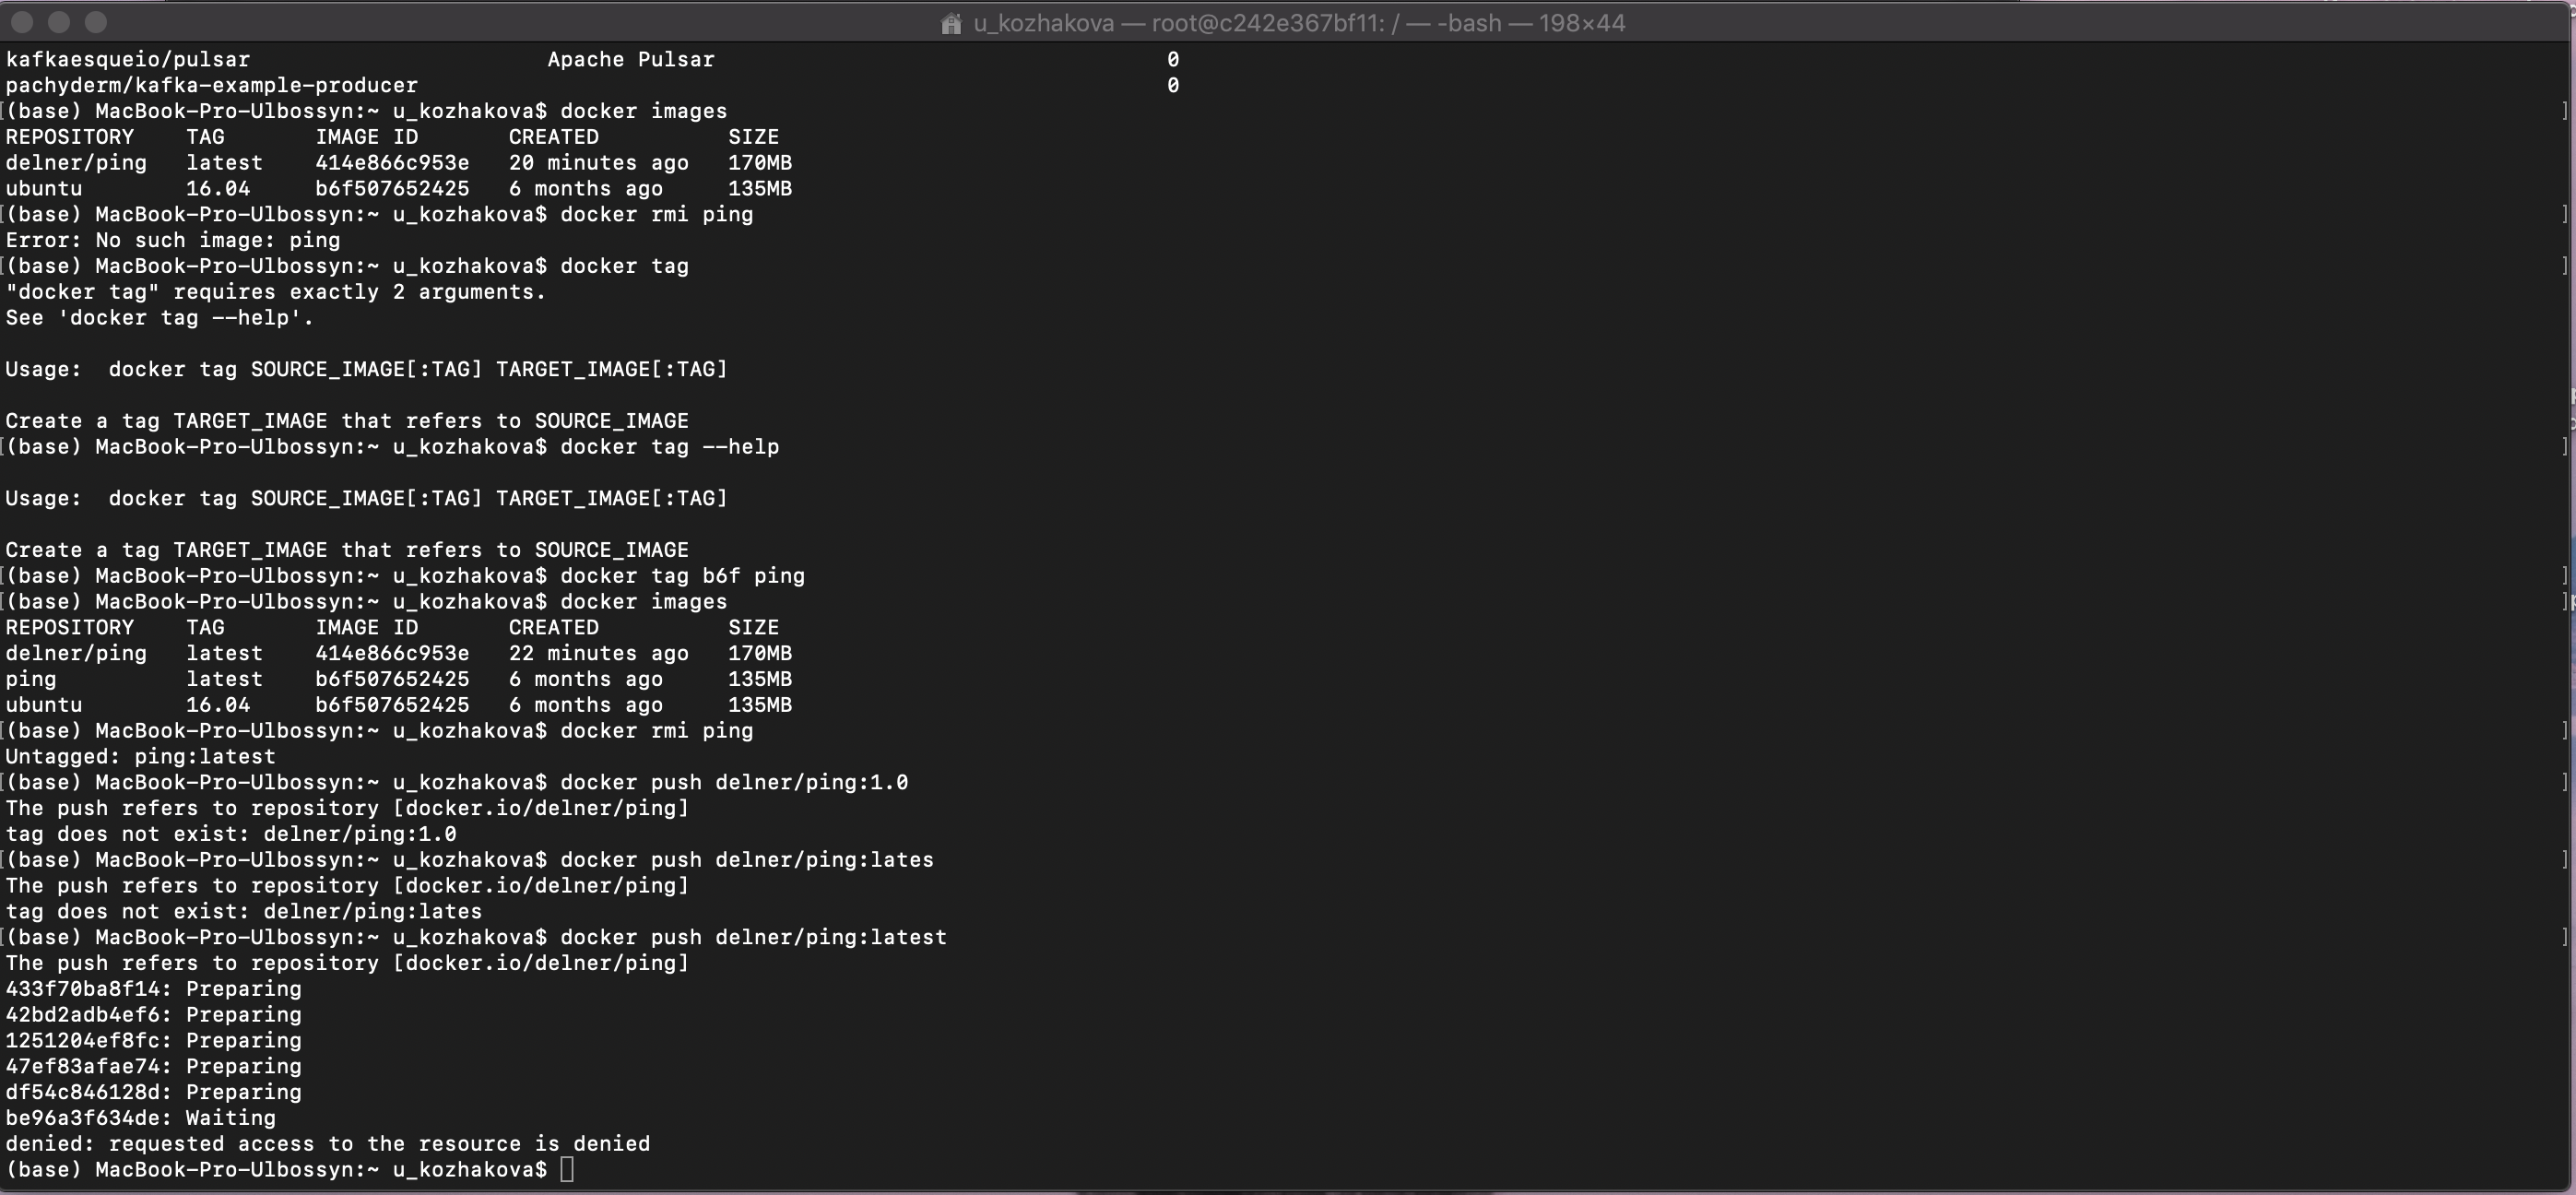 u_kozhakova — root@c242e367bf11: / — -bash — 198×44
kafkaesqueio/pulsar Apache Pulsar 0
pachyderm/kafka-example-producer 0
[(base) MacBook-Pro-Ulbossyn:~ u_kozhakova$ docker images ]
REPOSITORY TAG IMAGE ID CREATED SIZE
delner/ping latest 414e866c953e 20 minutes ago 170MB
ubuntu 16.04 b6f507652425 6 months ago 135MB
[(base) MacBook-Pro-Ulbossyn:~ u_kozhakova$ docker rmi ping ]
Error: No such image: ping
[(base) MacBook-Pro-Ulbossyn:~ u_kozhakova$ docker tag ]
"docker tag" requires exactly 2 arguments.
See 'docker tag --help'.
Usage:  docker tag SOURCE_IMAGE[:TAG] TARGET_IMAGE[:TAG]
Create a tag TARGET_IMAGE that refers to SOURCE_IMAGE
[(base) MacBook-Pro-Ulbossyn:~ u_kozhakova$ docker tag --help ]
Usage:  docker tag SOURCE_IMAGE[:TAG] TARGET_IMAGE[:TAG]
Create a tag TARGET_IMAGE that refers to SOURCE_IMAGE
[(base) MacBook-Pro-Ulbossyn:~ u_kozhakova$ docker tag b6f ping ]
[(base) MacBook-Pro-Ulbossyn:~ u_kozhakova$ docker images ]
REPOSITORY TAG IMAGE ID CREATED SIZE
delner/ping latest 414e866c953e 22 minutes ago 170MB
ping latest b6f507652425 6 months ago 135MB
ubuntu 16.04 b6f507652425 6 months ago 135MB
[(base) MacBook-Pro-Ulbossyn:~ u_kozhakova$ docker rmi ping ]
Untagged: ping:latest
[(base) MacBook-Pro-Ulbossyn:~ u_kozhakova$ docker push delner/ping:1.0 ]
The push refers to repository [docker.io/delner/ping]
tag does not exist: delner/ping:1.0
[(base) MacBook-Pro-Ulbossyn:~ u_kozhakova$ docker push delner/ping:lates ]
The push refers to repository [docker.io/delner/ping]
tag does not exist: delner/ping:lates
[(base) MacBook-Pro-Ulbossyn:~ u_kozhakova$ docker push delner/ping:latest ]
The push refers to repository [docker.io/delner/ping]
433f70ba8f14: Preparing
42bd2adb4ef6: Preparing
1251204ef8fc: Preparing
47ef83afae74: Preparing
df54c846128d: Preparing
be96a3f634de: Waiting
denied: requested access to the resource is denied
(base) MacBook-Pro-Ulbossyn:~ u_kozhakova$